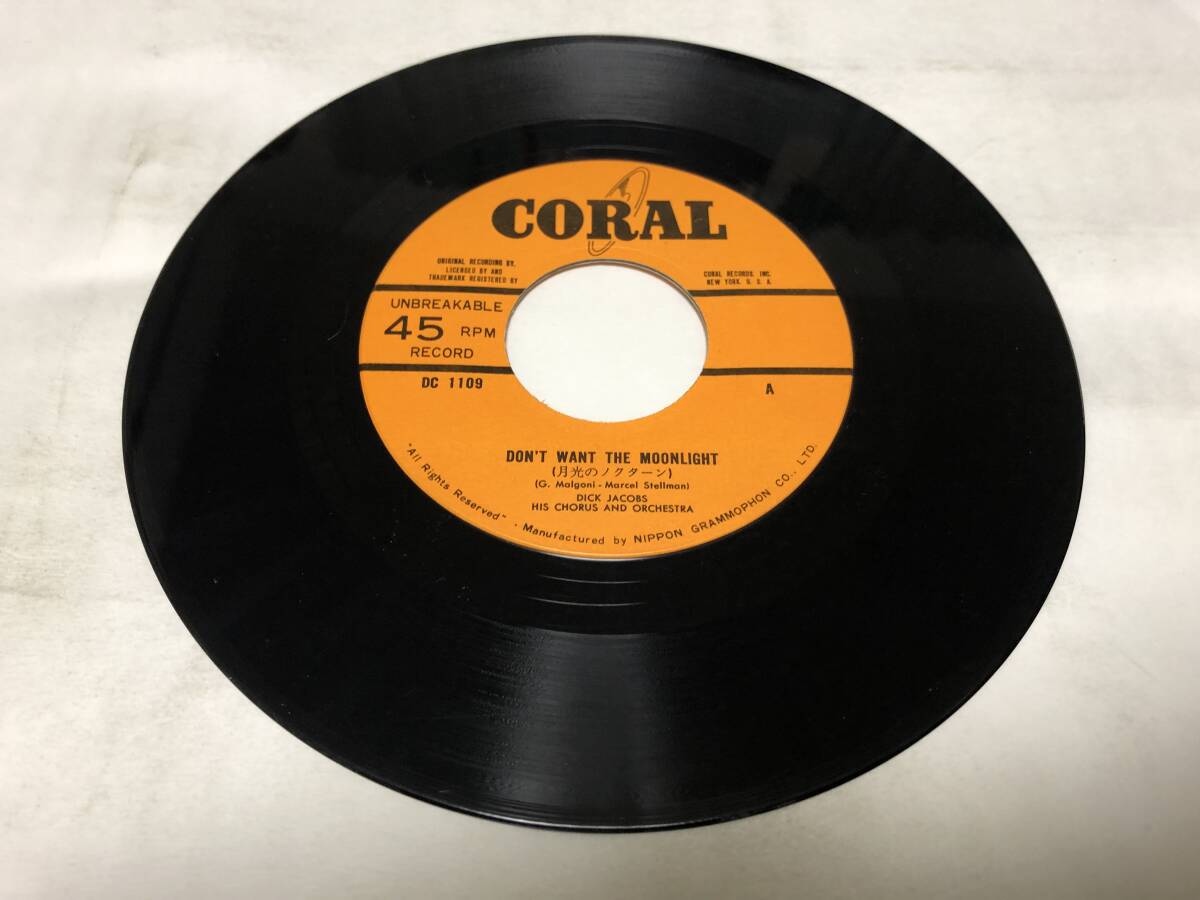 CORAL
ORIGINAL RECORDING BY,
LICENSED BY AND
TRADEMARK REGISTERED BY
CORAL RECORDS, INC.
NEW YORK, U. S. A
UNBREAKABLE
45 RPM
RECORD
DC 1109
A
DON'T WANT THE MOONLIGHT
(月光のノクターン)
(G. Malgoni - Marcel Stellman)
DICK JACOBS
HIS CHORUS AND ORCHESTRA
"All Rights Reserved" · Manufactured by NIPPON GRAMMOPHON CO., LTD.